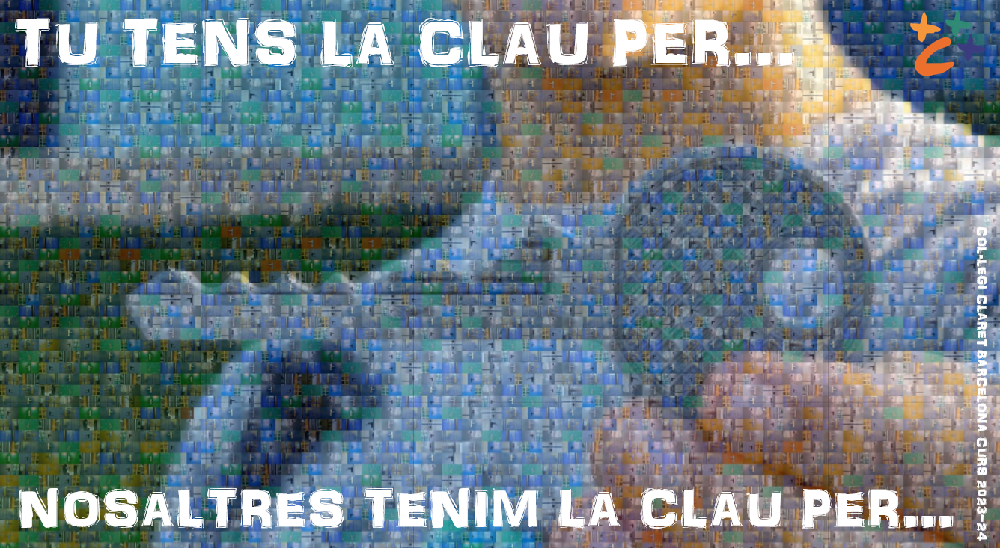 TU TENS LA CLAU PER...
COL·LEGI CLARET BARCELONA CURS 2023-24
NOSALTRES TENIM LA CLAU PER...